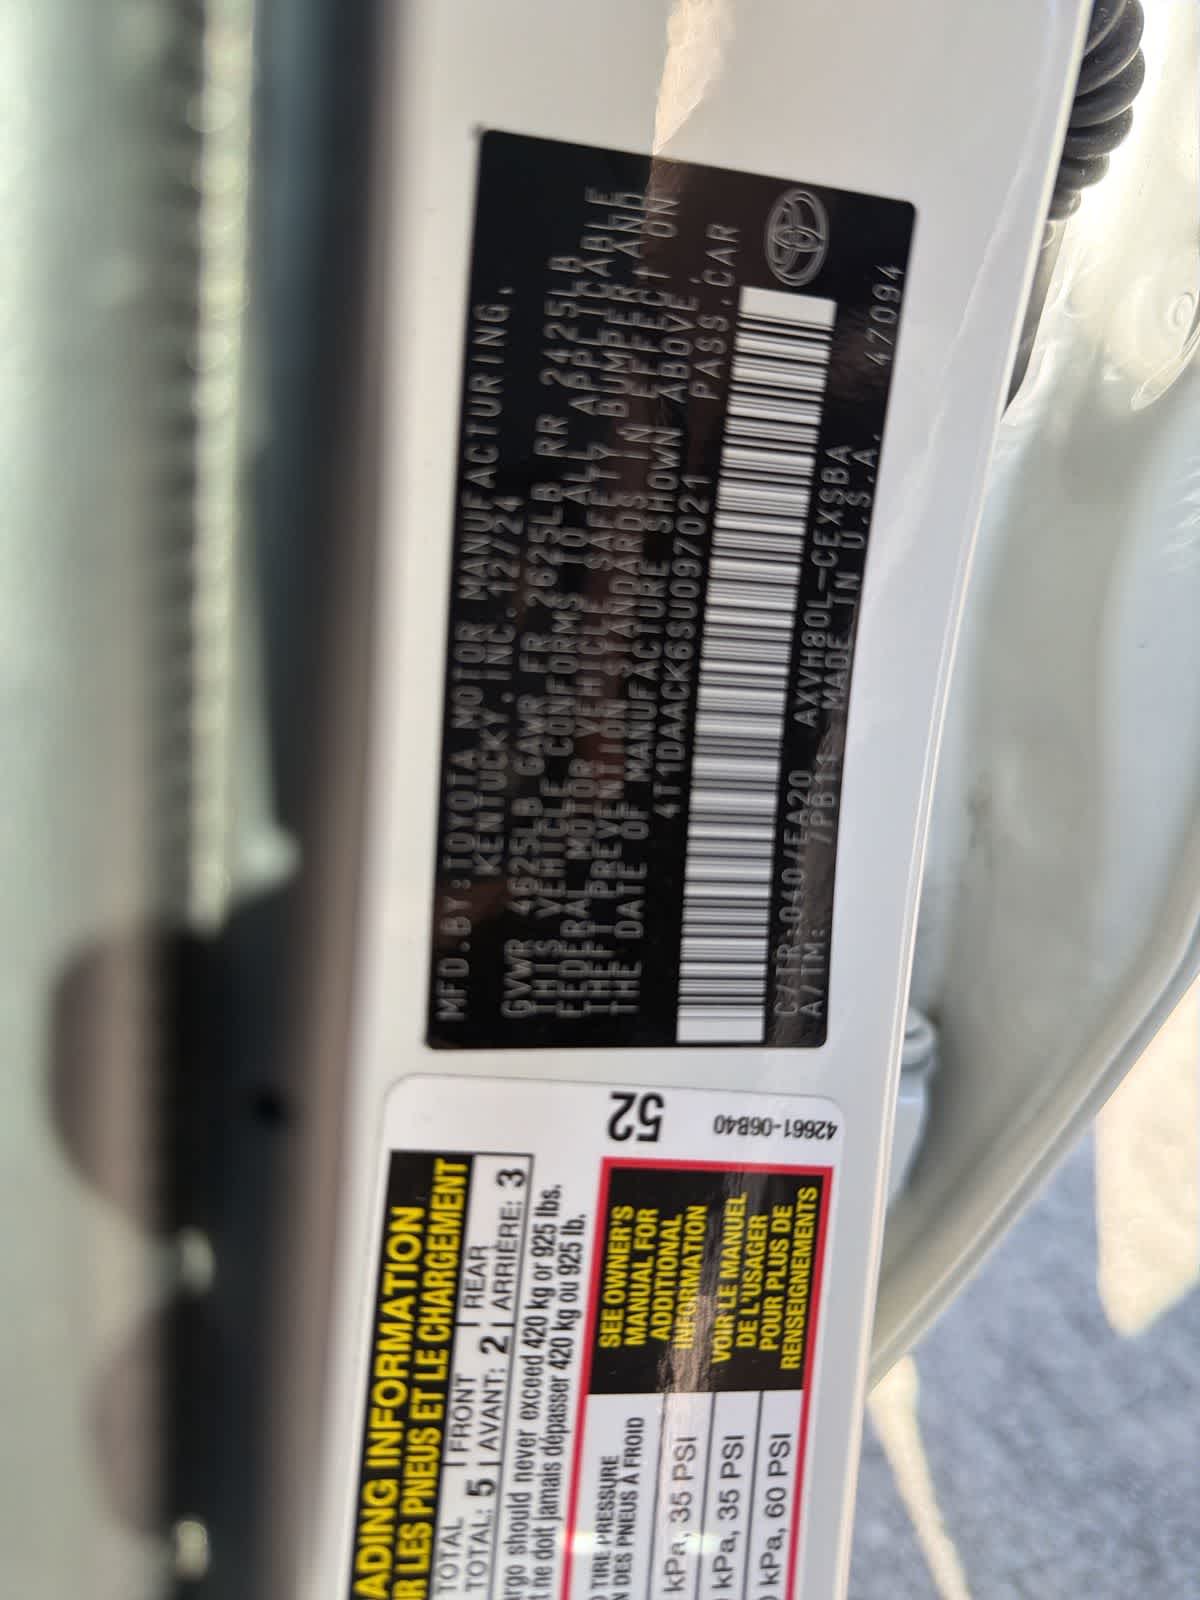 MFD.BY:TOYOTA MOTOR MANUFACTURING,
KENTUCKY,INC. 12/24
GVWR 4625LB GAWR FR 2625LB RR 2425LB
THIS VEHICLE CONFORMS TO ALL APPLICABLE
FEDERAL MOTOR VEHICLE SAFETY BUMPER AND
THEFT PREVENTION STANDARDS IN EFFECT ON
THE DATE OF MANUFACTURE SHOWN ABOVE.
4T1DAACK6SU097021 PASS.CAR
C/TR:040/EA20 AXVH80L-CEXSBA
A/TM: /PB11 MADE IN U.S.A. 47094
52
42661-06B40
ADING INFORMATION
UR LES PNEUS ET LE CHARGEMENT
TOTAL FRONT REAR
TOTAL: 5 AVANT: 2 ARRIÈRE: 3
argo should never exceed 420 kg or 925 lbs.
t ne doit jamais dépasser 420 kg ou 925 lb.
TIRE PRESSURE
N DES PNEUS À FROID
kPa, 35 PSI
kPa, 35 PSI
kPa, 60 PSI
SEE OWNER'S
MANUAL FOR
ADDITIONAL
INFORMATION
VOIR LE MANUEL
DE L'USAGER
POUR PLUS DE
RENSEIGNEMENTS